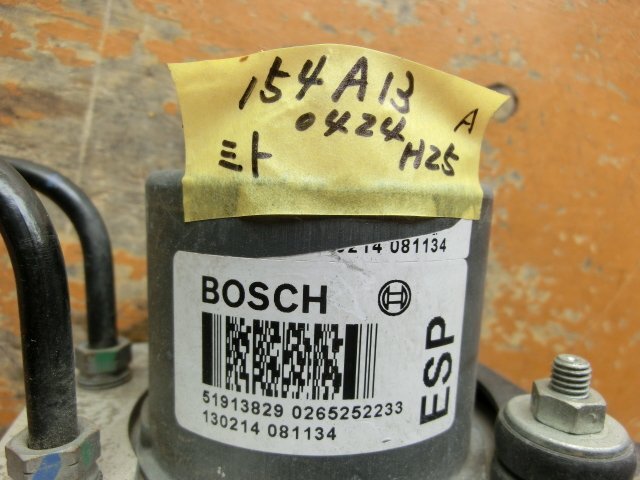 154A13
0424 A
ミト H25
0214 081134
BOSCH
ESP
51913829 0265252233
130214 081134